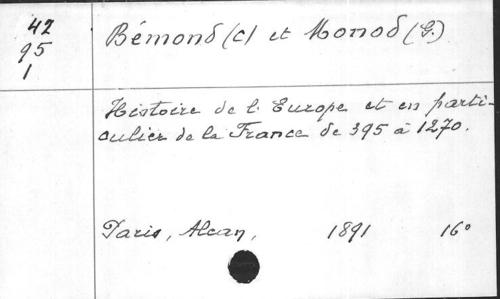 42
95
1
Bémond (C) et Monod (G.)
Histoire de l'Europe et en parti-
culier de la France de 395 à 1270.
Paris, Alcan, 1891 16°